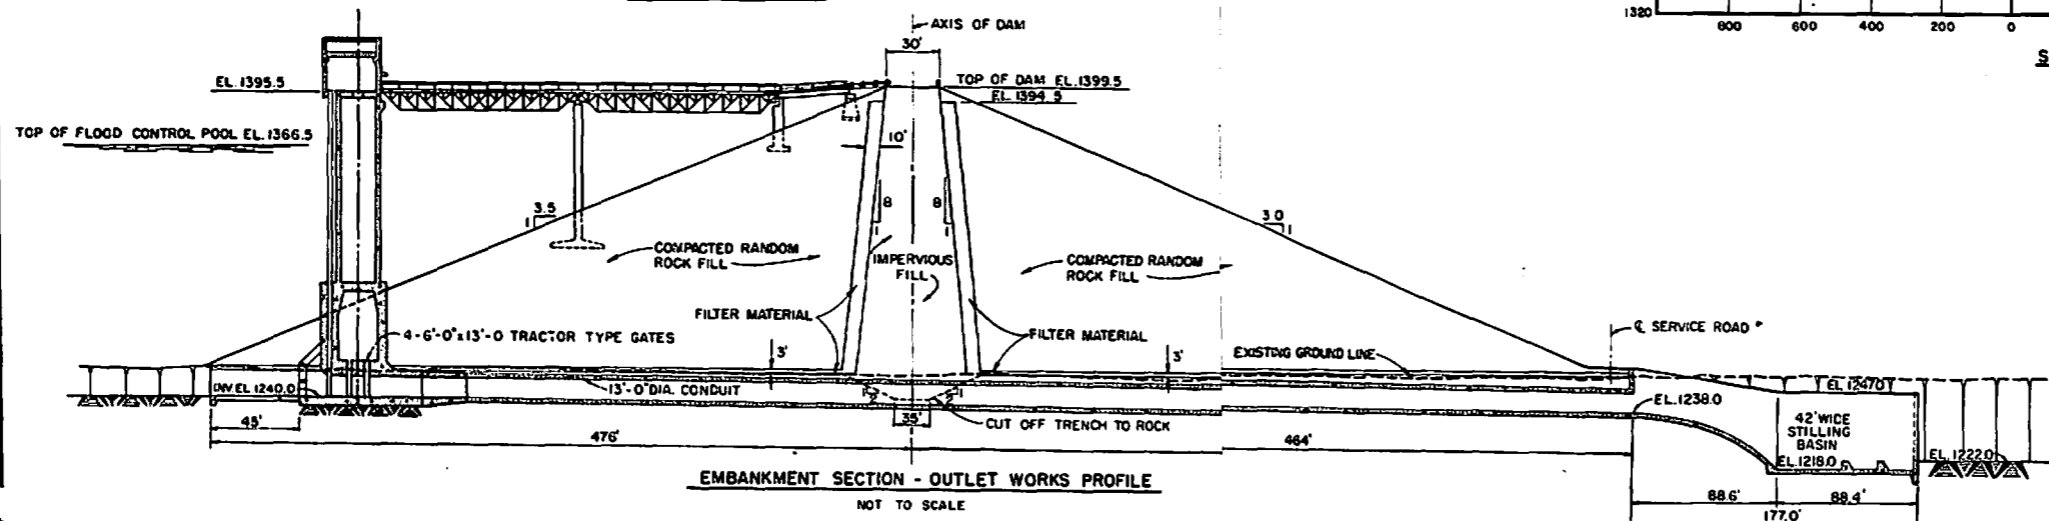 1320
800
600
400
200
0
S
AXIS OF DAM
30'
EL.1395.5
TOP OF DAM EL.1399.5
EL. 1394.5
TOP OF FLOOD CONTROL POOL EL.1366.5
10'
8
8
1
1
3.5
1
3.0
1
COMPACTED RANDOM
ROCK FILL
IMPERVIOUS
FILL
COMPACTED RANDOM
ROCK FILL
FILTER MATERIAL
FILTER MATERIAL
4-6'-0"x13'-0 TRACTOR TYPE GATES
℄ SERVICE ROAD
3'
3'
EXISTING GROUND LINE
INV. EL. 1240.0
13'-0 DIA. CONDUIT
EL.1247.0
EL.1238.0
1
2
2
1
35'
CUT OFF TRENCH TO ROCK
42' WIDE
STILLING
BASIN
45'
476'
464'
EL.1218.0
EL.1222.0
EMBANKMENT SECTION - OUTLET WORKS PROFILE
NOT TO SCALE
88.6'
88.4'
177.0'